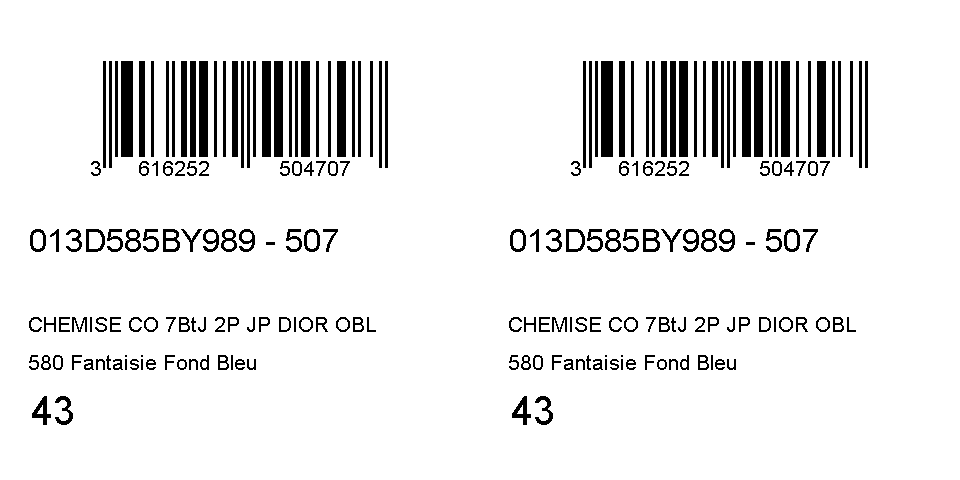 3 616252 504707
013D585BY989 - 507
CHEMISE CO 7BtJ 2P JP DIOR OBL
580 Fantaisie Fond Bleu
43
3 616252 504707
013D585BY989 - 507
CHEMISE CO 7BtJ 2P JP DIOR OBL
580 Fantaisie Fond Bleu
43